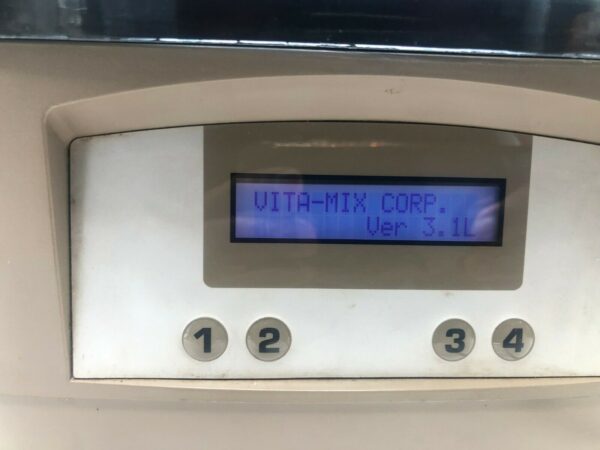 VITA-MIX CORP.
Ver 3.1L
1 2 3 4